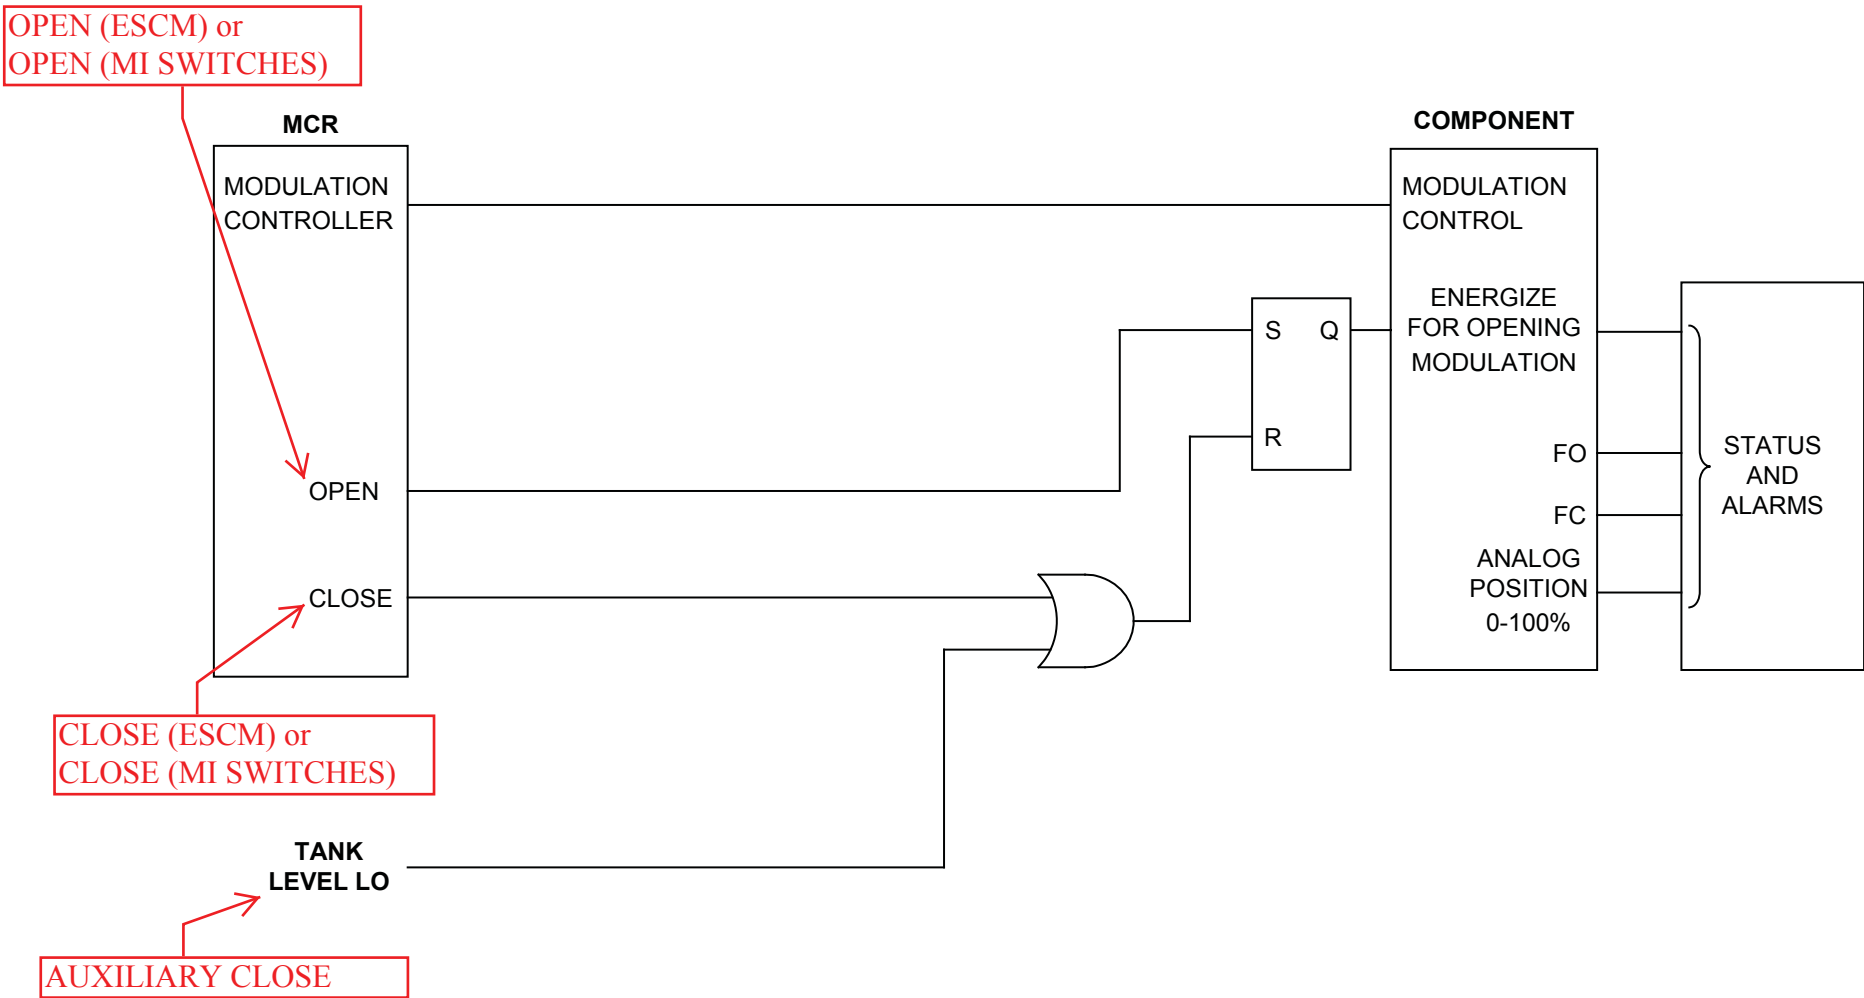 OPEN (ESCM) or
OPEN (MI SWITCHES)
MCR
MODULATION
CONTROLLER
OPEN
CLOSE
CLOSE (ESCM) or
CLOSE (MI SWITCHES)
TANK
LEVEL LO
AUXILIARY CLOSE
S Q
R
COMPONENT
MODULATION
CONTROL
ENERGIZE
FOR OPENING
MODULATION
FO
FC
ANALOG
POSITION
0-100%
STATUS
AND
ALARMS